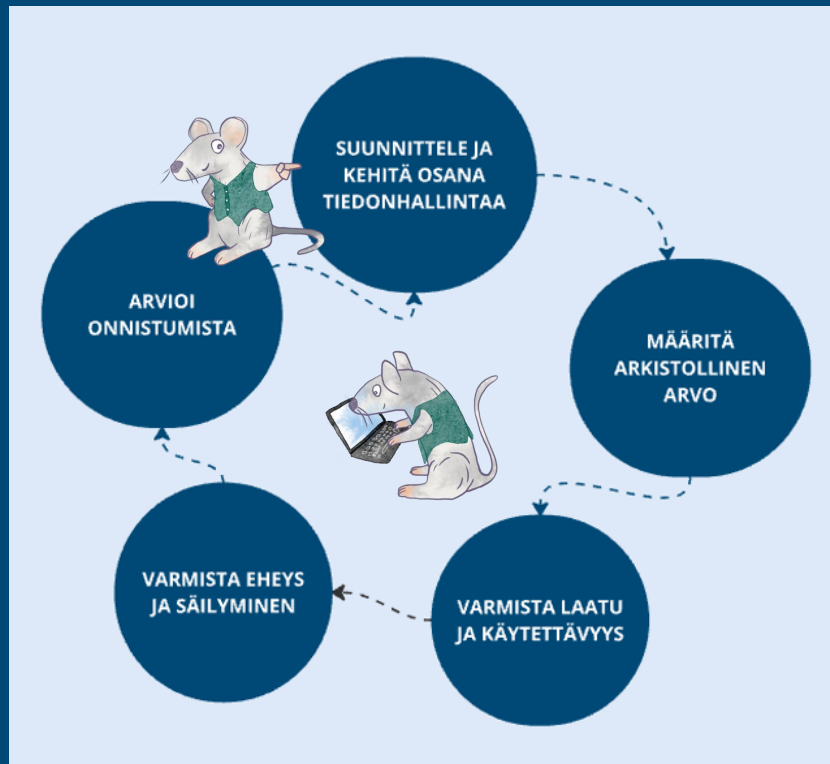 SUUNNITTELE JA
KEHITÄ OSANA
TIEDONHALLINTAA
MÄÄRITÄ
ARKISTOLLINEN
ARVO
VARMISTA LAATU
JA KÄYTETTÄVYYS
VARMISTA EHEYS
JA SÄILYMINEN
ARVIOI
ONNISTUMISTA